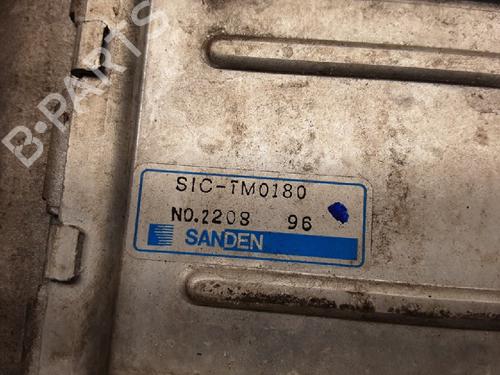 B-PARTS
SIC-TM0180
NO.2208 96
SANDEN